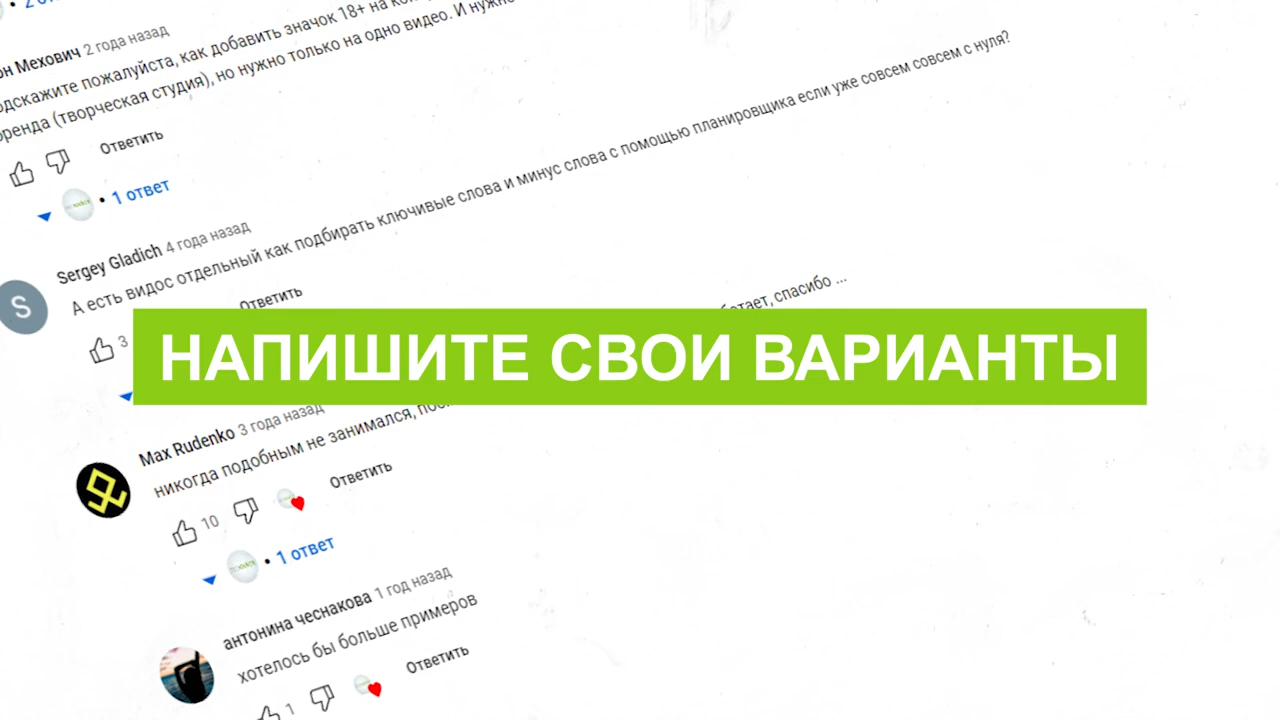 он Мехович 2 года назад
одскажите пожалуйста, как добавить значок 18+ на
оренда (творческая студия), но нужно только на одно видео. И нужно
Ответить
• 1 ответ
Sergey Gladich 4 года назад
А есть видос отдельный как подбирать ключивые слова и минус слова с помощью планировщика если уже совсем совсем с нуля?
3
Ответить
ботает, спасибо ...
НАПИШИТЕ СВОИ ВАРИАНТЫ
Max Rudenko 3 года назад
никогда подобным не занимался,
10
Ответить
• 1 ответ
антонина чеснакова 1 год назад
хотелось бы больше примеров
1
Ответить